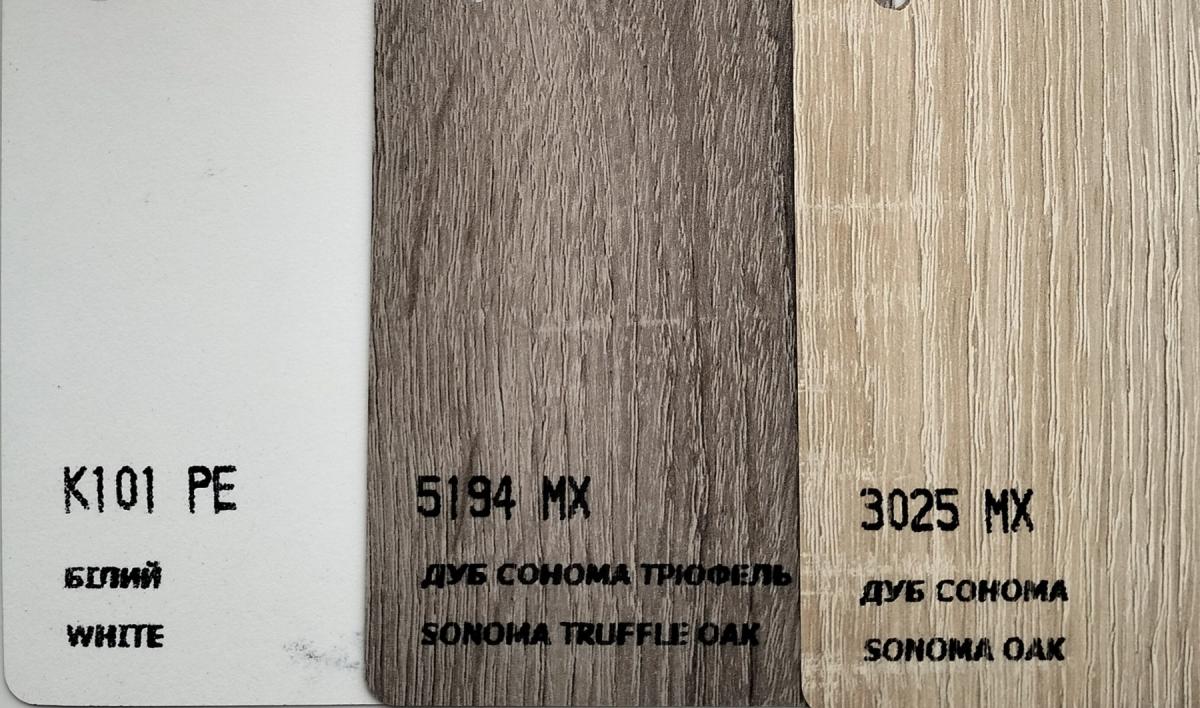 K101 PE
БІЛИЙ
WHITE
5194 MX
ДУБ СОНОМА ТРЮФЕЛЬ
SONOMA TRUFFLE OAK
3025 MX
ДУБ СОНОМА
SONOMA OAK